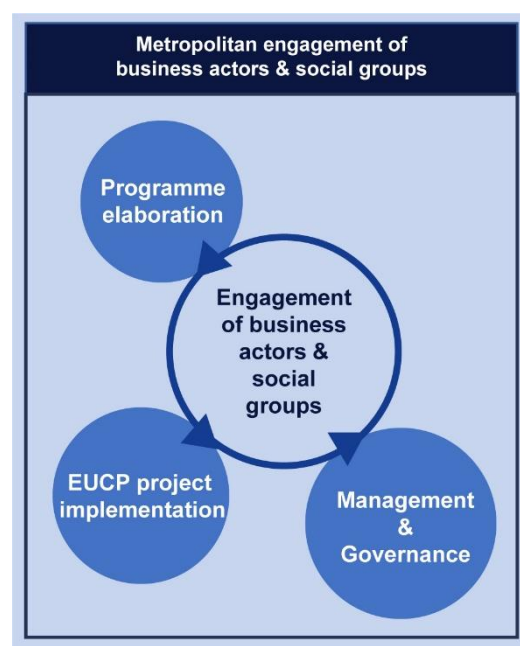 Metropolitan engagement of
business actors & social groups
Programme
elaboration
Engagement
of business
actors &
social
groups
EUCP project
implementation
Management
&
Governance